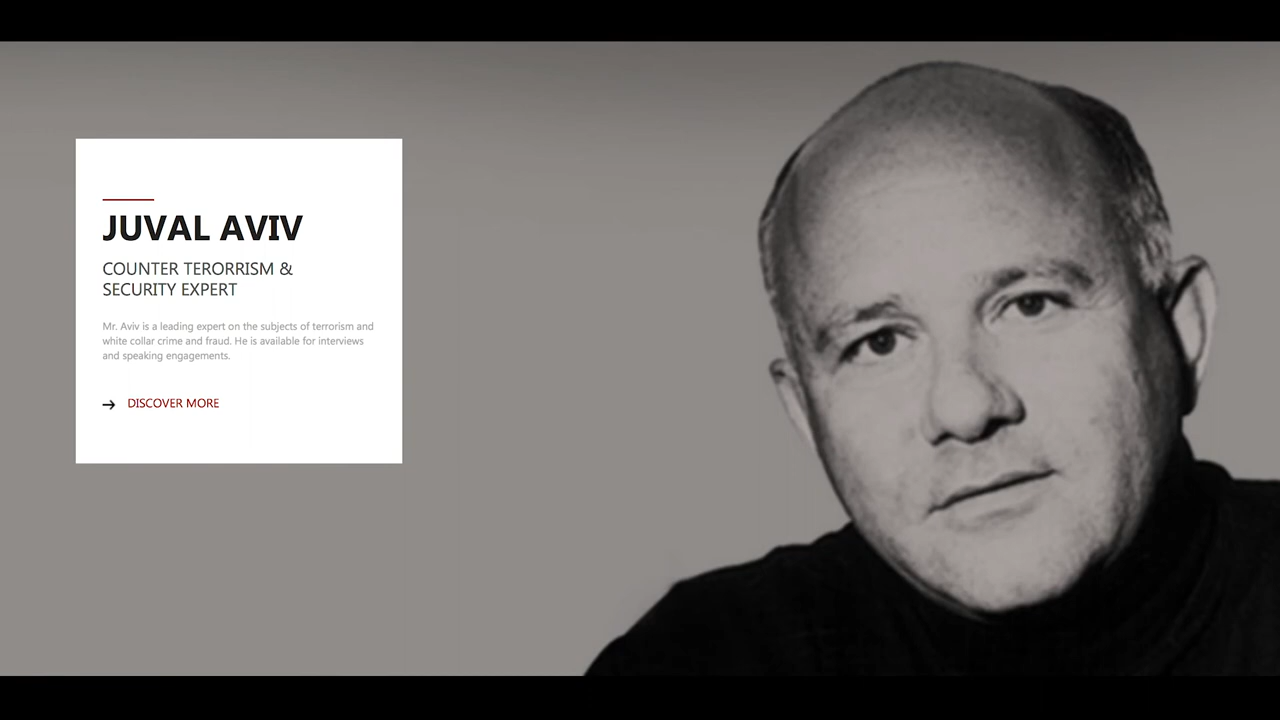 JUVAL AVIV
COUNTER TERORRISM &
SECURITY EXPERT
Mr. Aviv is a leading expert on the subjects of terrorism and
white collar crime and fraud. He is available for interviews
and speaking engagements.
DISCOVER MORE